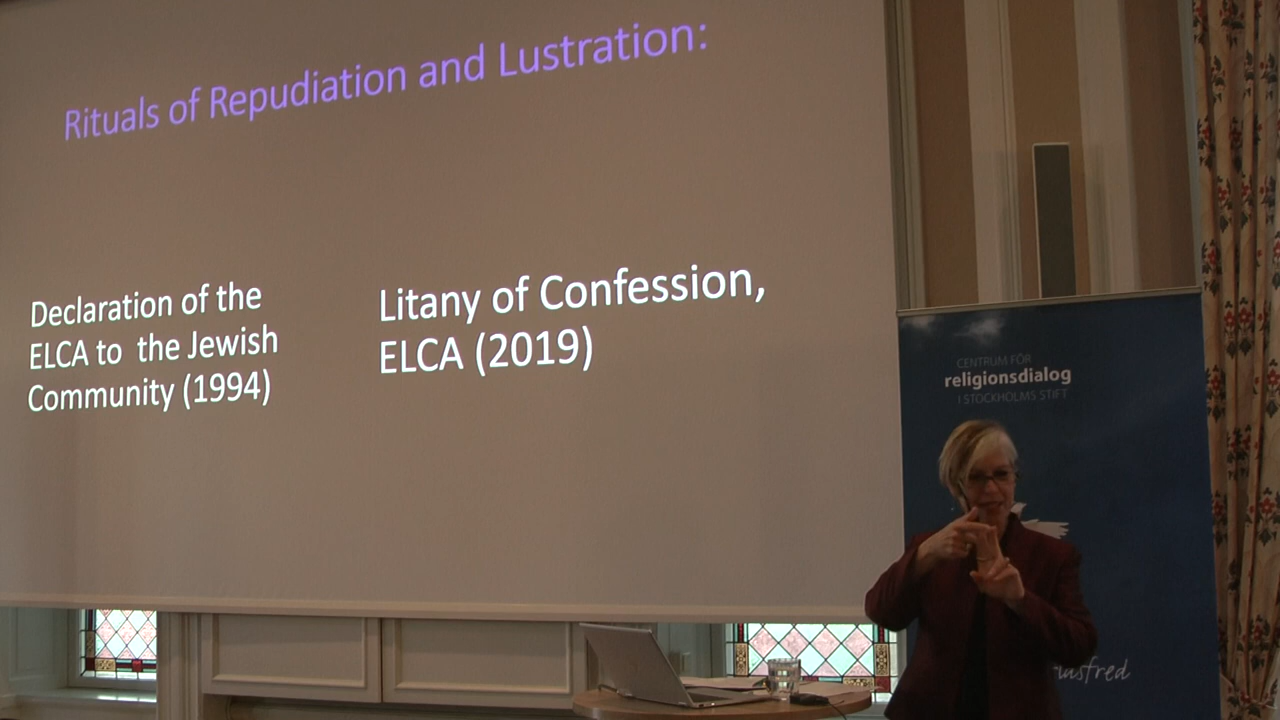 Rituals of Repudiation and Lustration:
Declaration of the
ELCA to the Jewish
Community (1994)
Litany of Confession,
ELCA (2019)
CENTRUM FÖR
religionsdialog
I STOCKHOLMS STIFT